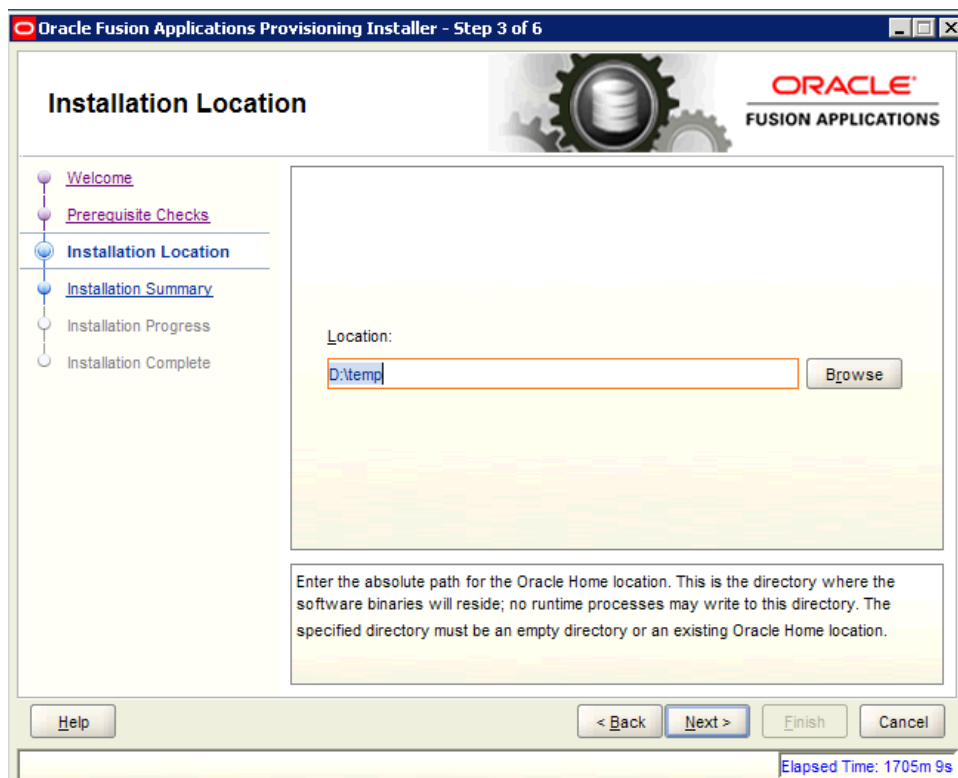 Oracle Fusion Applications Provisioning Installer - Step 3 of 6
Installation Location
ORACLE
FUSION APPLICATIONS
Welcome
Prerequisite Checks
Installation Location
Installation Summary
Installation Progress
Installation Complete
Location:
D:\temp
Browse
Enter the absolute path for the Oracle Home location. This is the directory where the
software binaries will reside; no runtime processes may write to this directory. The
specified directory must be an empty directory or an existing Oracle Home location.
Help
< Back
Next >
Finish
Cancel
Elapsed Time: 1705m 9s